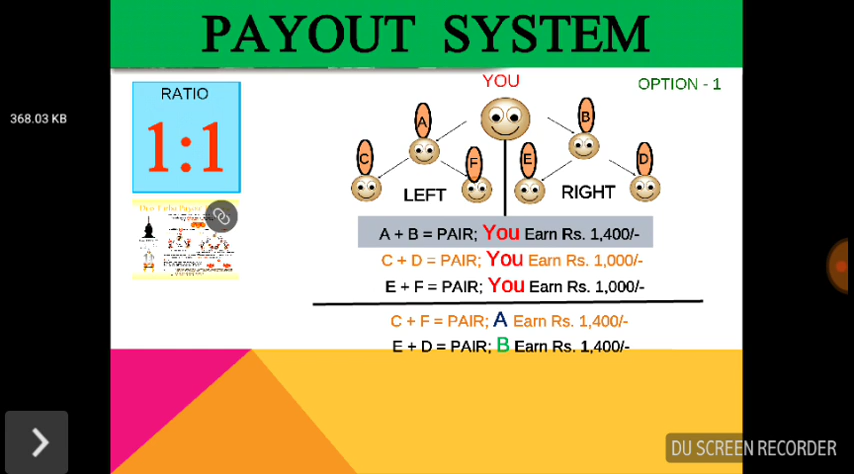 PAYOUT SYSTEM
YOU
OPTION - 1
RATIO
1:1
368.03 KB
A
B
C
F
E
D
LEFT
RIGHT
A + B = PAIR; You Earn Rs. 1,400/-
C + D = PAIR; You Earn Rs. 1,000/-
E + F = PAIR; You Earn Rs. 1,000/-
C + F = PAIR; A Earn Rs. 1,400/-
E + D = PAIR; B Earn Rs. 1,400/-
DU SCREEN RECORDER